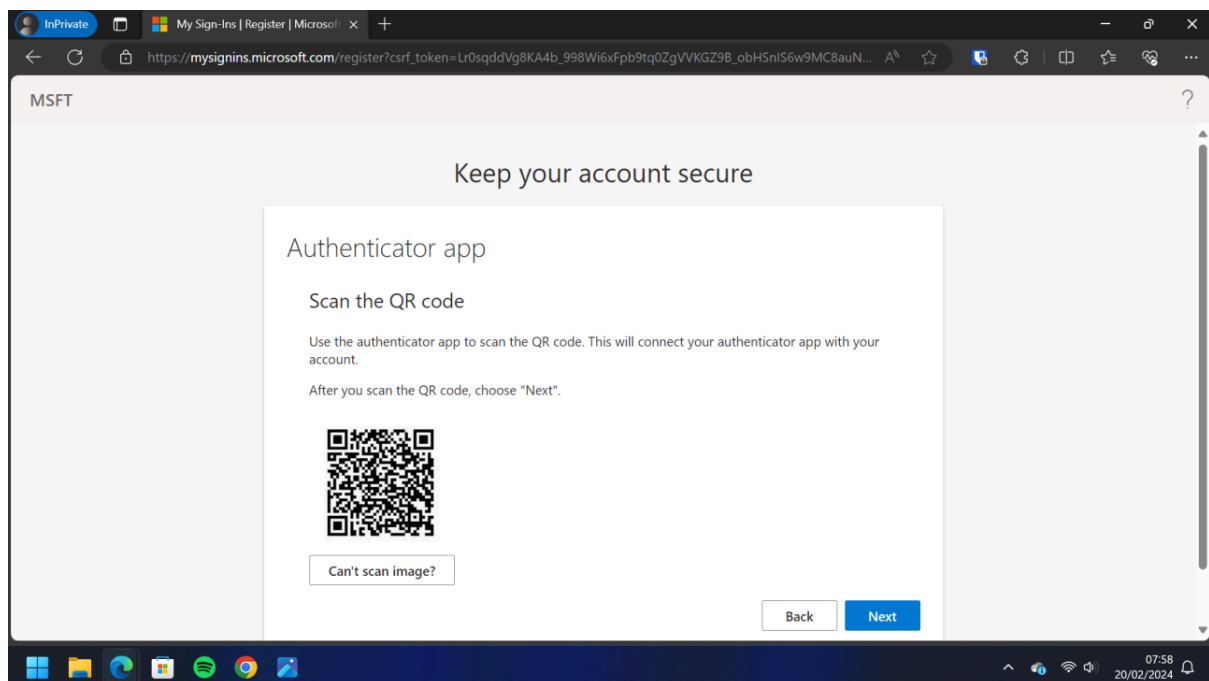 InPrivate
My Sign-Ins | Register | Microsoft
https://mysignins.microsoft.com/register?csrf_token=Lr0sqddVg8KA4b_998Wi6xFpb9tq0ZgVVKGZ9B_obHSnIS6w9MC8auN...
MSFT
?
Keep your account secure
Authenticator app
Scan the QR code
Use the authenticator app to scan the QR code. This will connect your authenticator app with your
account.
After you scan the QR code, choose "Next".
Can't scan image?
Back
Next
07:58
20/02/2024